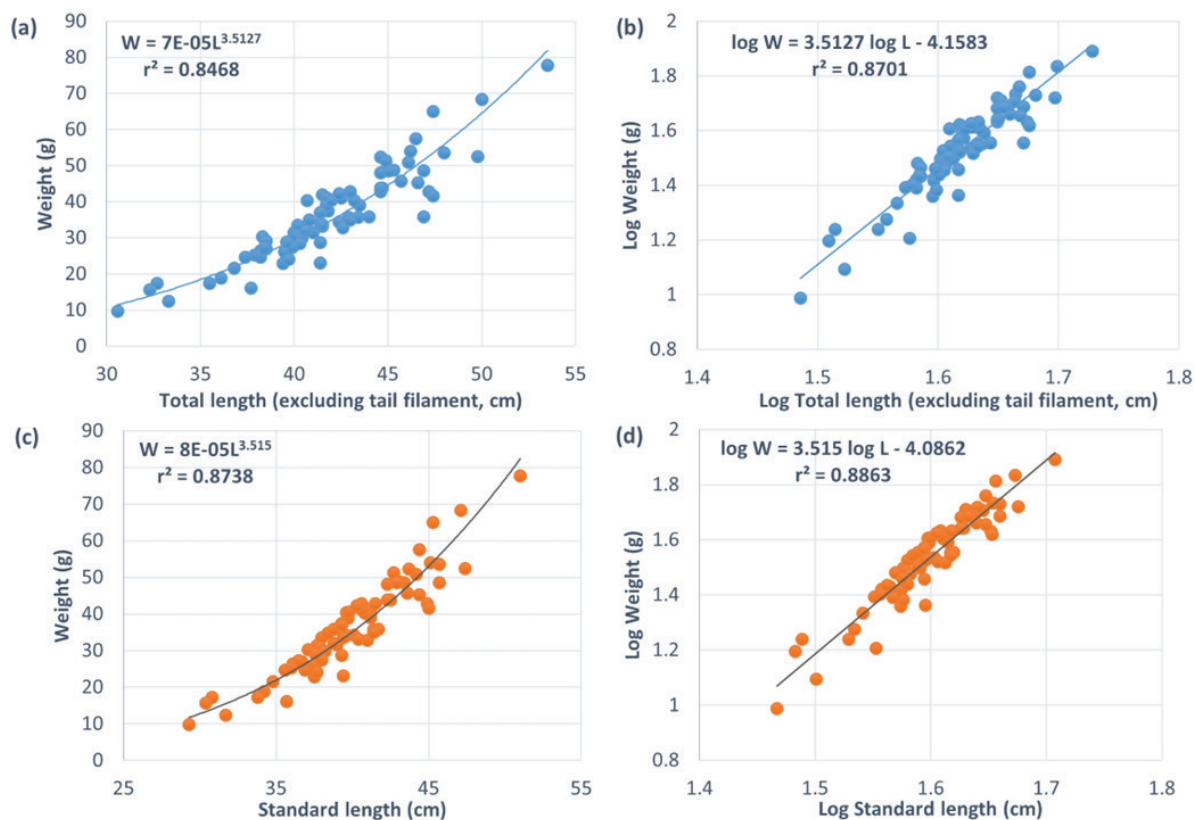 (a)
W = 7E-05L3.5127
r² = 0.8468
90
80
70
60
50
40
30
20
10
0
Weight (g)
30 35 40 45 50 55
Total length (excluding tail filament, cm)
(b)
log W = 3.5127 log L - 4.1583
r² = 0.8701
2
1.8
1.6
1.4
1.2
1
0.8
Log Weight (g)
1.4 1.5 1.6 1.7 1.8
Log Total length (excluding tail filament, cm)
(c)
W = 8E-05L3.515
r² = 0.8738
90
80
70
60
50
40
30
20
10
0
Weight (g)
25 35 45 55
Standard length (cm)
(d)
log W = 3.515 log L - 4.0862
r² = 0.8863
2
1.8
1.6
1.4
1.2
1
0.8
Log Weight (g)
1.4 1.5 1.6 1.7 1.8
Log Standard length (cm)